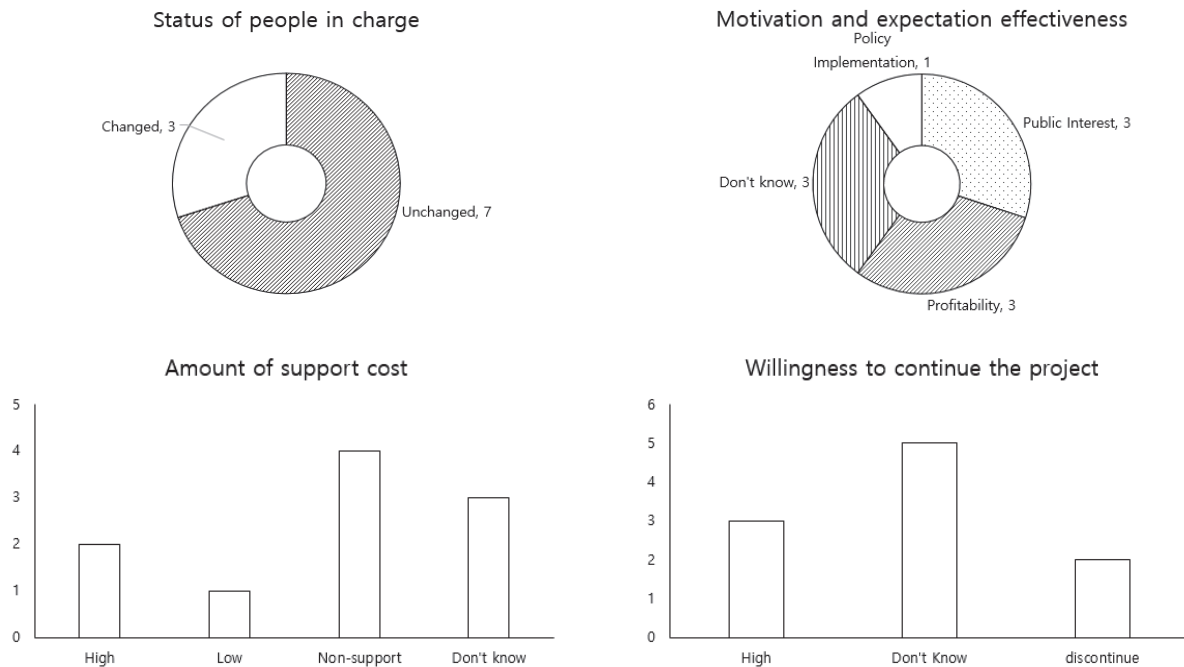 Status of people in charge
Changed, 3
Unchanged, 7
Motivation and expectation effectiveness
Policy
Implementation, 1
Public Interest, 3
Don't know, 3
Profitability, 3
Amount of support cost
5
4
3
2
1
0
High Low Non-support Don't know
Willingness to continue the project
6
5
4
3
2
1
0
High Don't Know discontinue